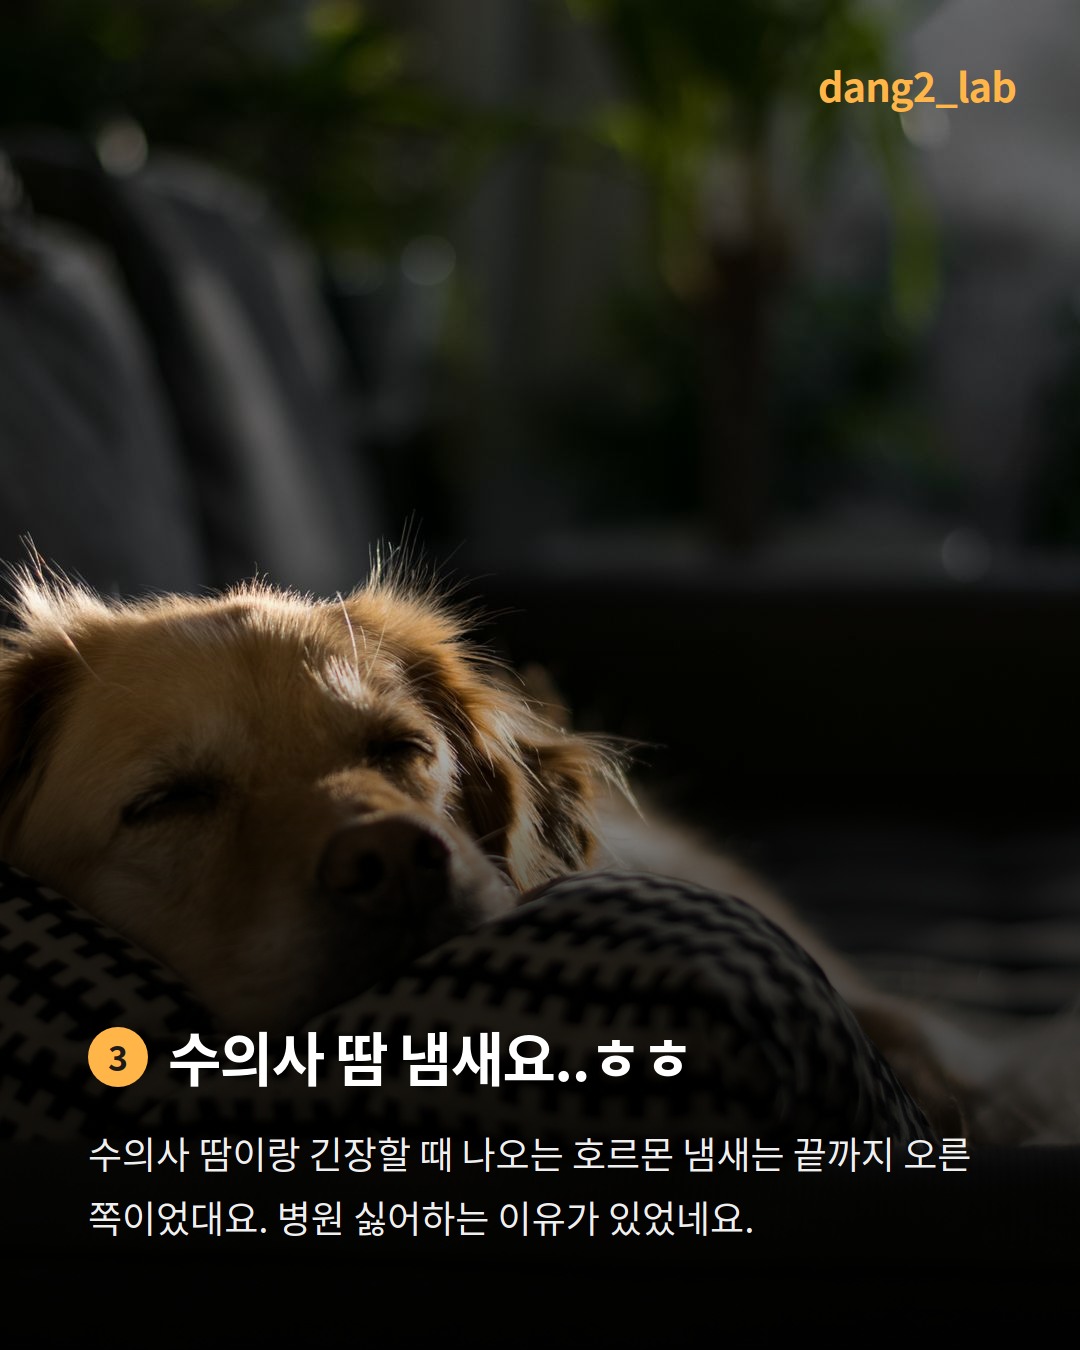 dang2_lab
3 수의사 땀 냄새요..ㅎㅎ
수의사 땀이랑 긴장할 때 나오는 호르몬 냄새는 끝까지 오른
쪽이었대요. 병원 싫어하는 이유가 있었네요.